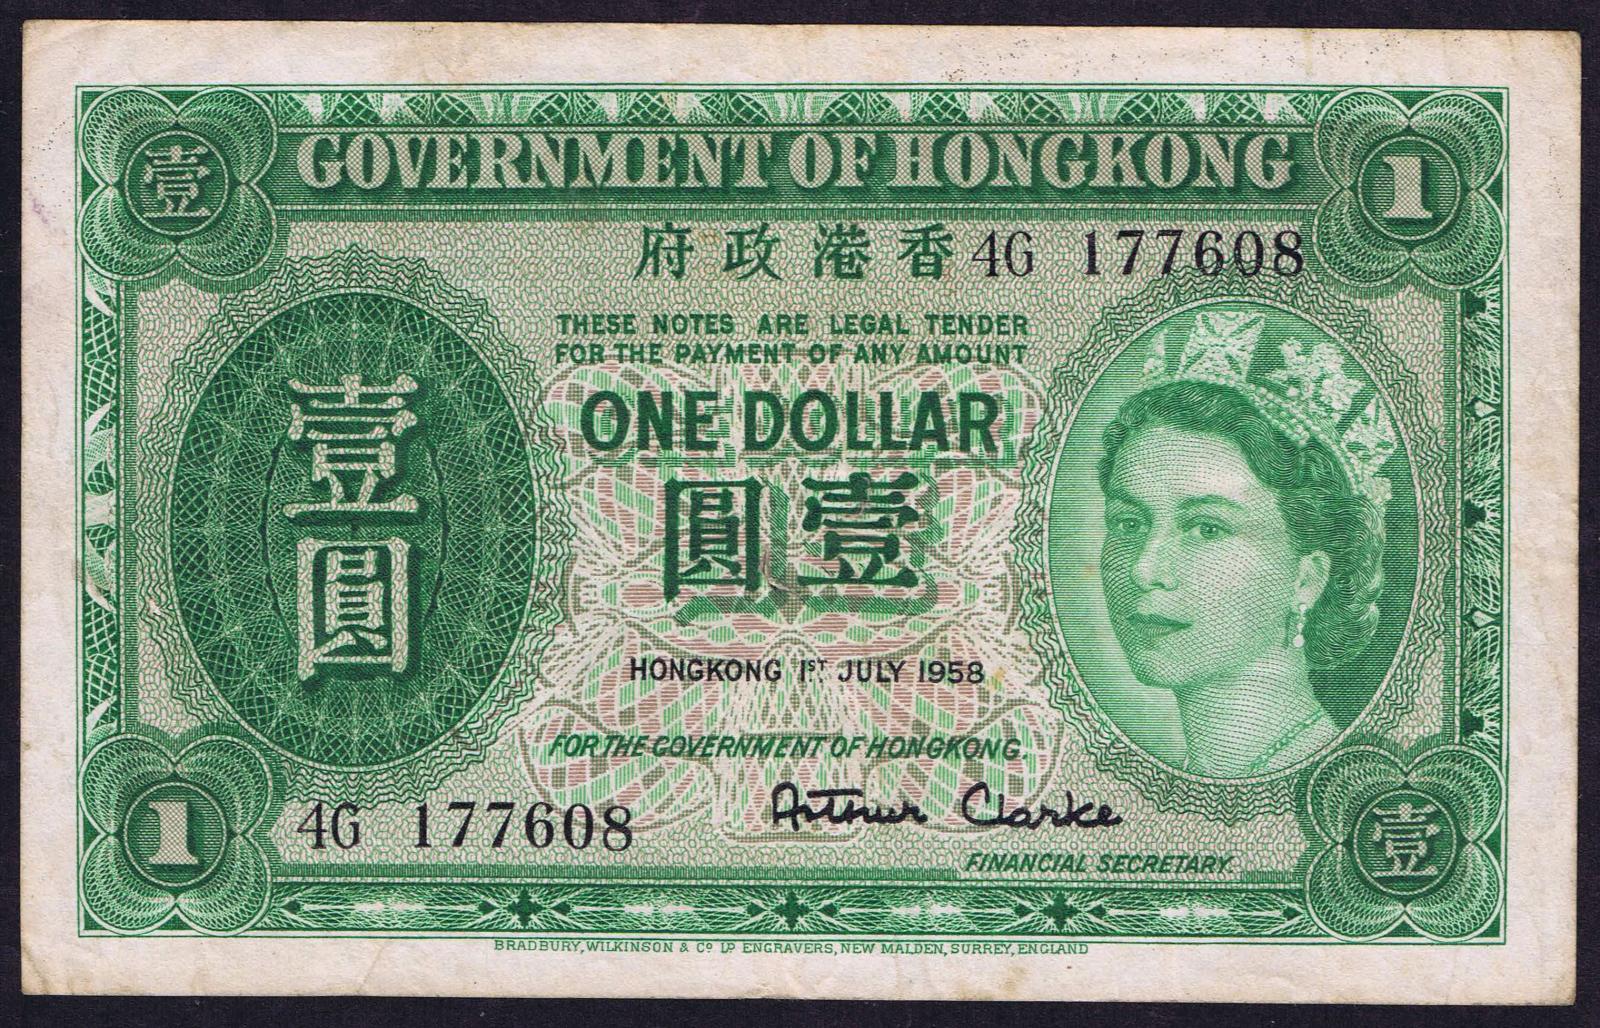 壹 GOVERNMENT OF HONGKONG 1
府政港香 4G 177608
THESE NOTES ARE LEGAL TENDER
FOR THE PAYMENT OF ANY AMOUNT
ONE DOLLAR
圓壹
壹
圓
HONGKONG 1ST JULY 1958
FOR THE GOVERNMENT OF HONGKONG.
Arthur Clarke
1 4G 177608
FINANCIAL SECRETARY.
壹
BRADBURY, WILKINSON & Co Ld ENGRAVERS, NEW MALDEN, SURREY, ENGLAND